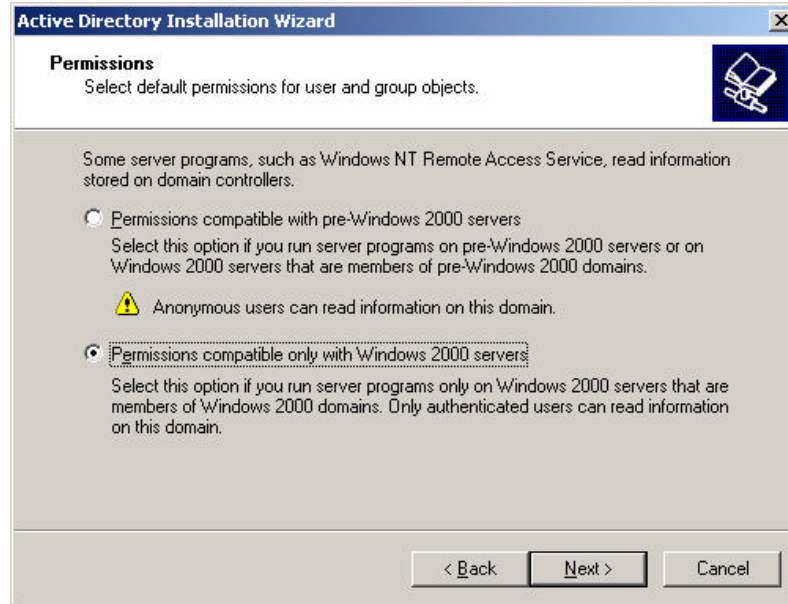 Active Directory Installation Wizard
Permissions
Select default permissions for user and group objects.
Some server programs, such as Windows NT Remote Access Service, read information
stored on domain controllers.
Permissions compatible with pre-Windows 2000 servers
Select this option if you run server programs on pre-Windows 2000 servers or on
Windows 2000 servers that are members of pre-Windows 2000 domains.
Anonymous users can read information on this domain.
Permissions compatible only with Windows 2000 servers
Select this option if you run server programs only on Windows 2000 servers that are
members of Windows 2000 domains. Only authenticated users can read information
on this domain.
< Back Next > Cancel